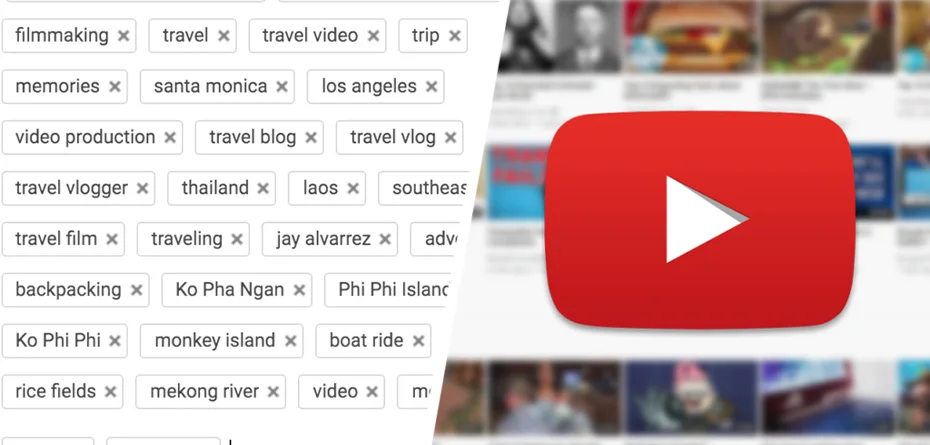 filmmaking × travel × travel video × trip ×
memories × santa monica × los angeles ×
video production × travel blog × travel vlog ×
travel vlogger × thailand × laos × southeas
travel film × traveling × jay alvarrez × adv
backpacking × Ko Pha Ngan × Phi Phi Island
Ko Phi Phi × monkey island × boat ride ×
rice fields × mekong river × video × m